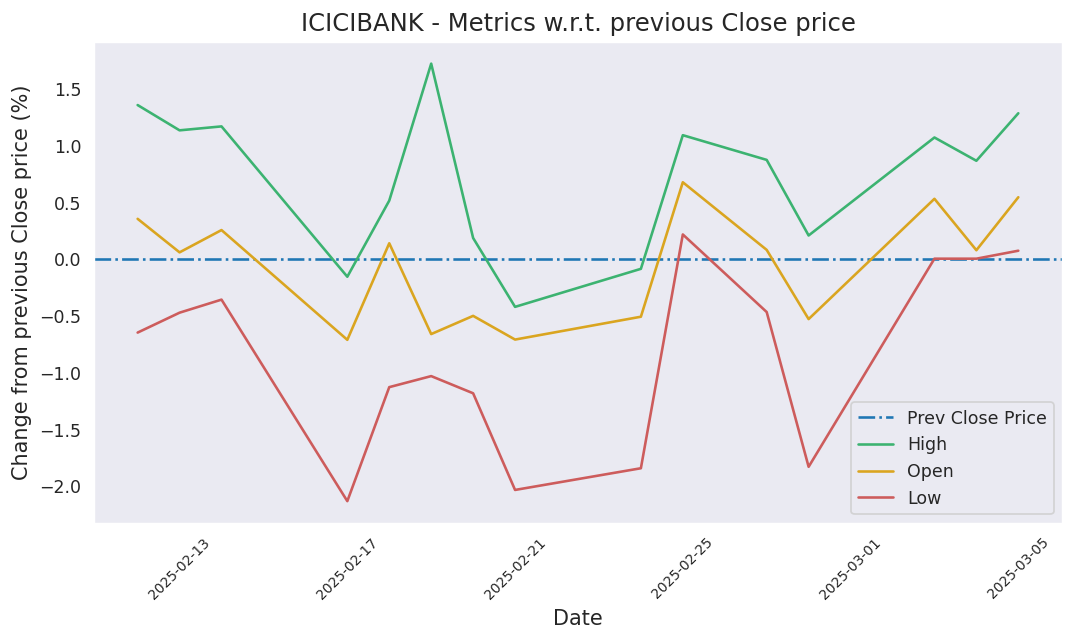 ICICIBANK - Metrics w.r.t. previous Close price
Change from previous Close price (%)
1.5
1.0
0.5
0.0
−0.5
−1.0
−1.5
−2.0
Prev Close Price
High
Open
Low
2025-02-13
2025-02-17
2025-02-21
2025-02-25
2025-03-01
2025-03-05
Date